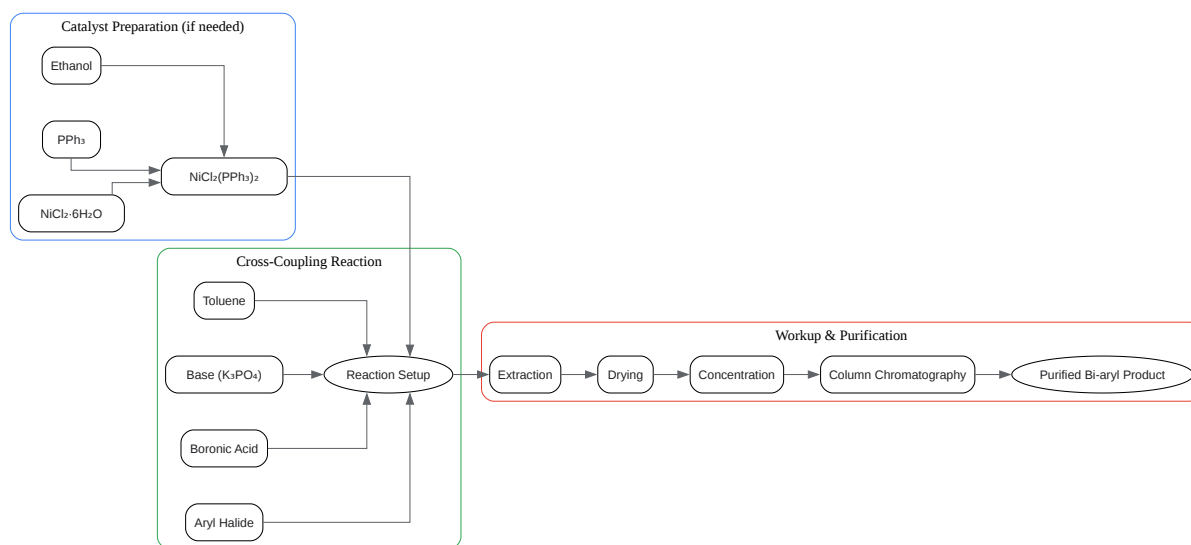 Catalyst Preparation (if needed)
Ethanol
PPh₃
NiCl₂(PPh₃)₂
NiCl₂·6H₂O
Cross-Coupling Reaction
Toluene
Base (K₃PO₄)
Reaction Setup
Boronic Acid
Aryl Halide
Workup & Purification
Extraction
Drying
Concentration
Column Chromatography
Purified Bi-aryl Product